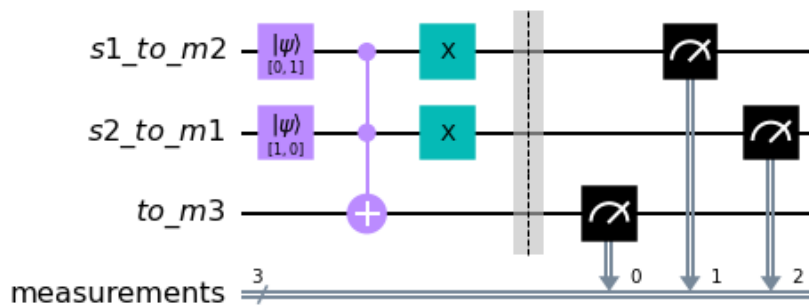 s1_to_m2 |ψ⟩ [0, 1] X
s2_to_m1 |ψ⟩ [1, 0] X
to_m3
measurements 3 0 1 2